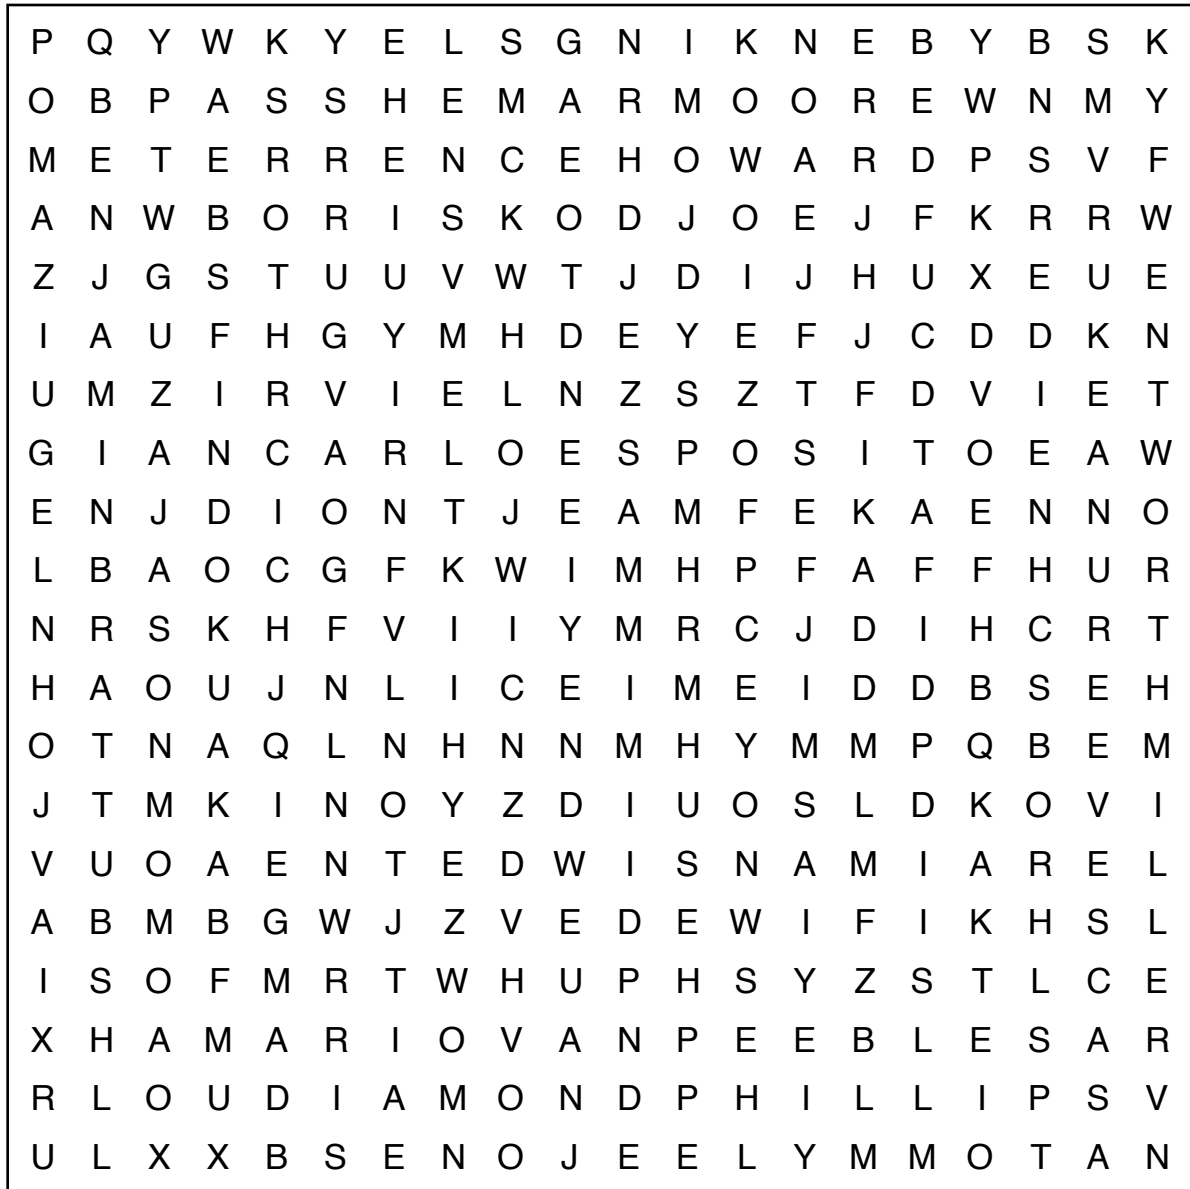 P Q Y W K Y E L S G N I K N E B Y B S K
O B P A S S H E M A R M O O R E W N M Y
M E T E R R E N C E H O W A R D P S V F
A N W B O R I S K O D J O E J F K R R W
Z J G S T U U V W T J D I J H U X E U E
I A U F H G Y M H D E Y E F J C D D K N
U M Z I R V I E L N Z S Z T F D V I E T
G I A N C A R L O E S P O S I T O E A W
E N J D I O N T J E A M F E K A E N N O
L B A O C G F K W I M H P F A F F H U R
N R S K H F V I I Y M R C J D I H C R T
H A O U J N L I C E I M E I D D B S E H
O T N A Q L N H N N M H Y M M P Q B E M
J T M K I N O Y Z D I U O S L D K O V I
V U O A E N T E D W I S N A M I A R E L
A B M B G W J Z V E D E W I F I K H S L
I S O F M R T W H U P H S Y Z S T L C E
X H A M A R I O V A N P E E B L E S A R
R L O U D I A M O N D P H I L L I P S V
U L X X B S E N O J E E L Y M M O T A N